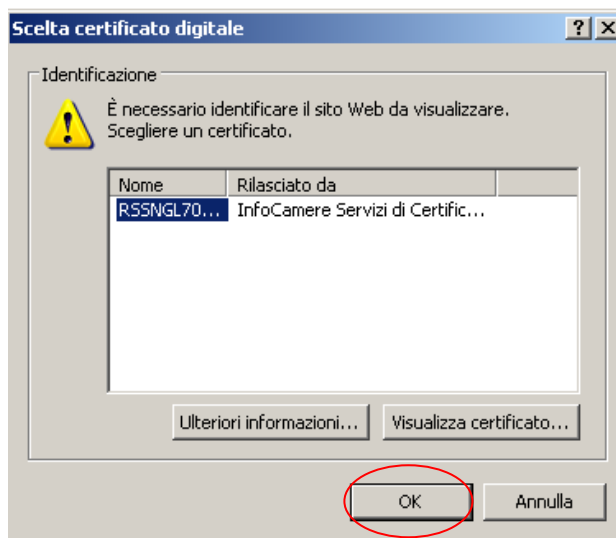 Scelta certificato digitale
Identificazione
È necessario identificare il sito Web da visualizzare.
Scegliere un certificato.
Nome Rilasciato da
RSSNGL70... InfoCamere Servizi di Certific...
Ulteriori informazioni... Visualizza certificato...
OK Annulla